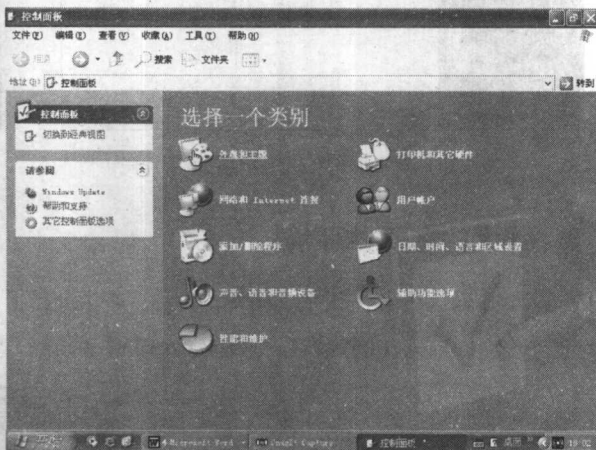 控制面板
文件(F) 编辑(E) 查看(V) 收藏(A) 工具(T) 帮助(H)
后退 搜索 文件夹
地址(D) 控制面板 转到
控制面板
切换到经典视图
请参阅
Windows Update
帮助和支持
其它控制面板选项
选择一个类别
外观和主题
打印机和其它硬件
网络和 Internet 连接
用户帐户
添加/删除程序
日期、时间、语言和区域设置
声音、语音和音频设备
辅助功能选项
性能和维护
4 Microsoft Word
控制面板
桌面